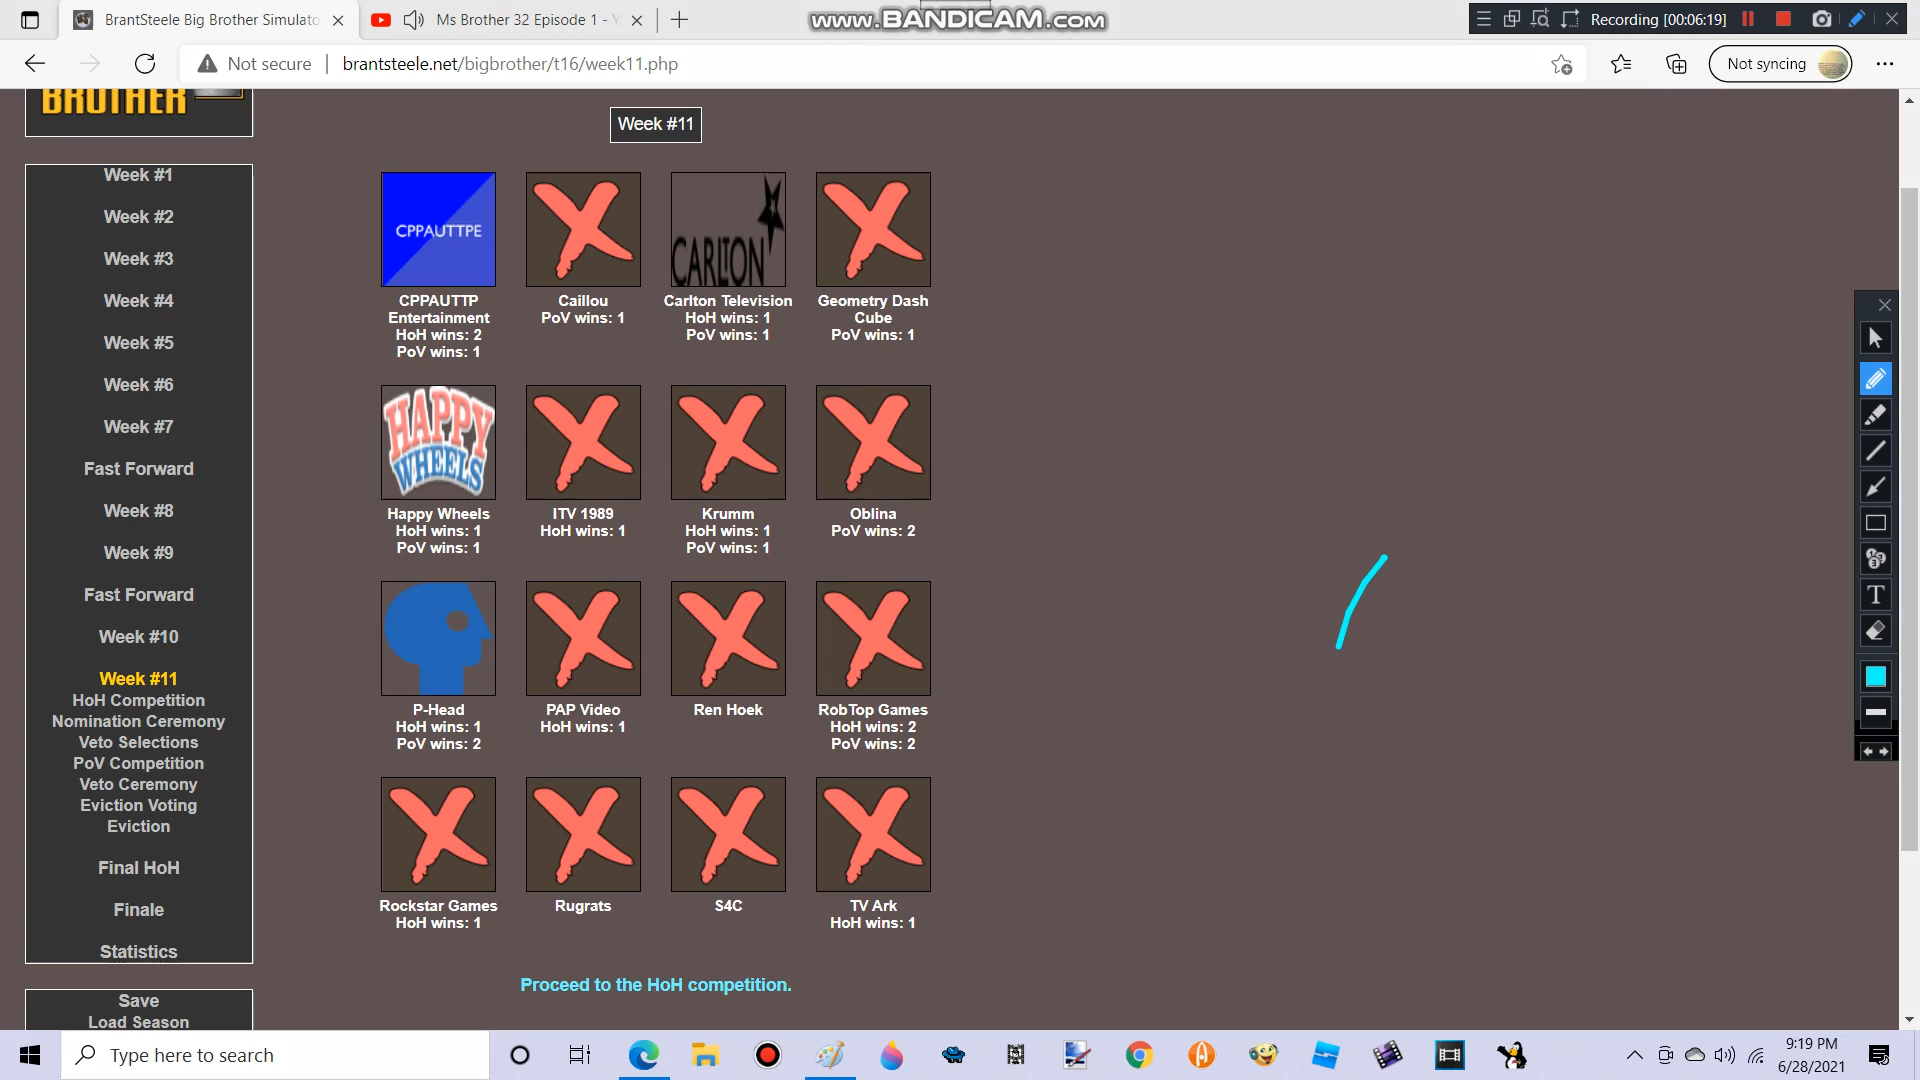 BrantSteele Big Brother Simulato
Ms Brother 32 Episode 1 - Y
www.BANDICAM.com
Recording [00:06:19]
Not secure
brantsteele.net/bigbrother/t16/week11.php
Not syncing
BROTHER
Week #11
Week #1
Week #2
Week #3
Week #4
Week #5
Week #6
Week #7
Fast Forward
Week #8
Week #9
Fast Forward
Week #10
Week #11
HoH Competition
Nomination Ceremony
Veto Selections
PoV Competition
Veto Ceremony
Eviction Voting
Eviction
Final HoH
Finale
Statistics
Save
Load Season
CPPAUTTPE
CARLTON
CPPAUTTP
Entertainment
HoH wins: 2
PoV wins: 1
Caillou
PoV wins: 1
Carlton Television
HoH wins: 1
PoV wins: 1
Geometry Dash
Cube
PoV wins: 1
HAPPY
WHEELS
Happy Wheels
HoH wins: 1
PoV wins: 1
ITV 1989
HoH wins: 1
Krumm
HoH wins: 1
PoV wins: 1
Oblina
PoV wins: 2
P-Head
HoH wins: 1
PoV wins: 2
PAP Video
HoH wins: 1
Ren Hoek
RobTop Games
HoH wins: 2
PoV wins: 2
Rockstar Games
HoH wins: 1
Rugrats
S4C
TV Ark
HoH wins: 1
Proceed to the HoH competition.
T
Type here to search
9:19 PM
6/28/2021